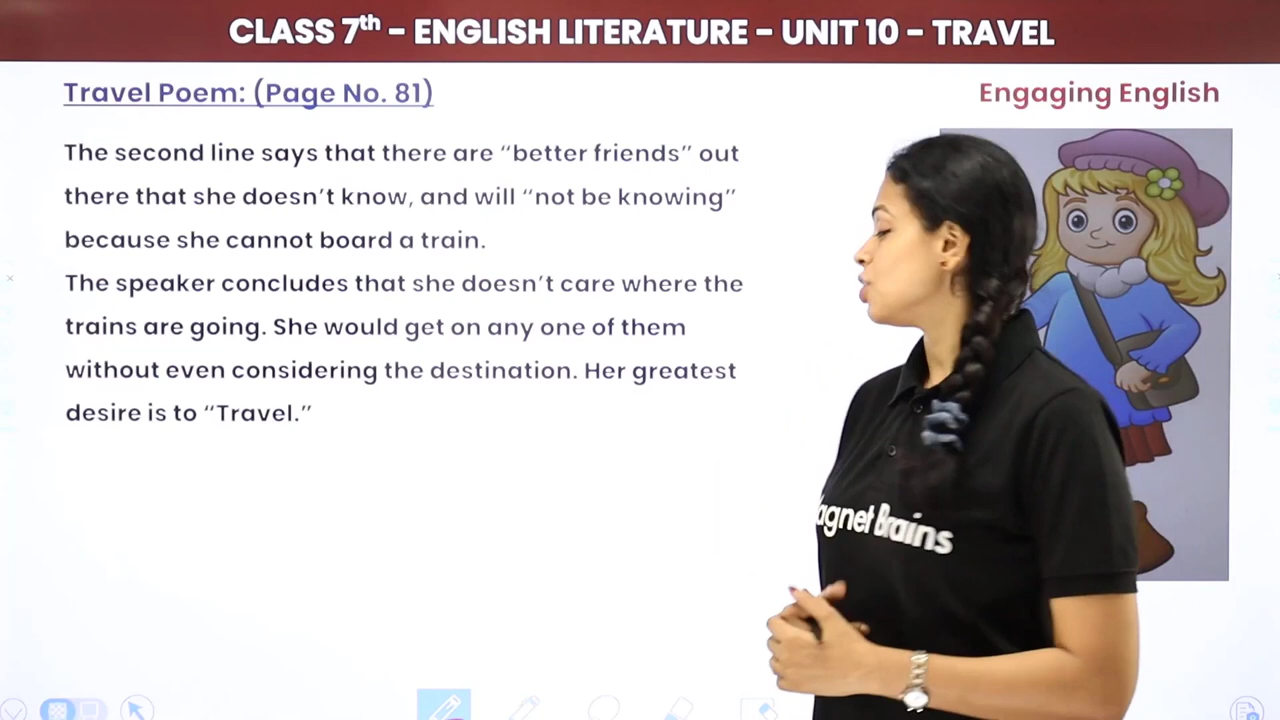 CLASS 7th - ENGLISH LITERATURE - UNIT 10 - TRAVEL
Travel Poem: (Page No. 81)
Engaging English
The second line says that there are “better friends” out
there that she doesn’t know, and will “not be knowing”
because she cannot board a train.
The speaker concludes that she doesn’t care where the
trains are going. She would get on any one of them
without even considering the destination. Her greatest
desire is to “Travel.”
agnet Brains